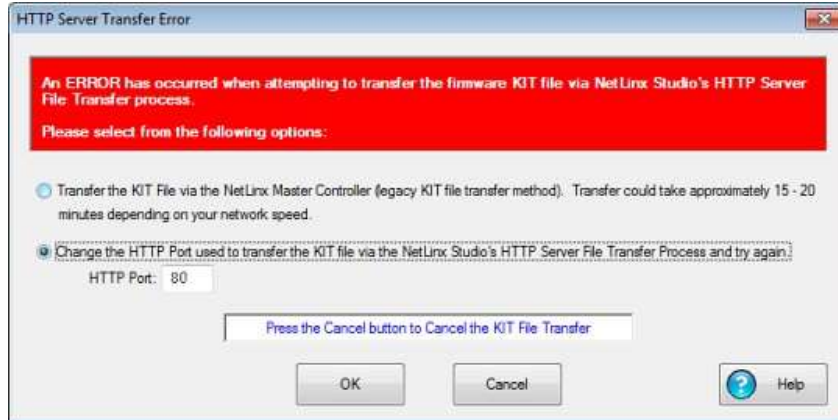 HTTP Server Transfer Error
An ERROR has occurred when attempting to transfer the firmware KIT file via NetLinx Studio's HTTP Server
File Transfer process.
Please select from the following options:
Transfer the KIT File via the NetLinx Master Controller (legacy KIT file transfer method). Transfer could take approximately 15 - 20
minutes depending on your network speed.
Change the HTTP Port used to transfer the KIT file via the NetLinx Studio's HTTP Server File Transfer Process and try again.
HTTP Port: 80
Press the Cancel button to Cancel the KIT File Transfer
OK Cancel ? Help